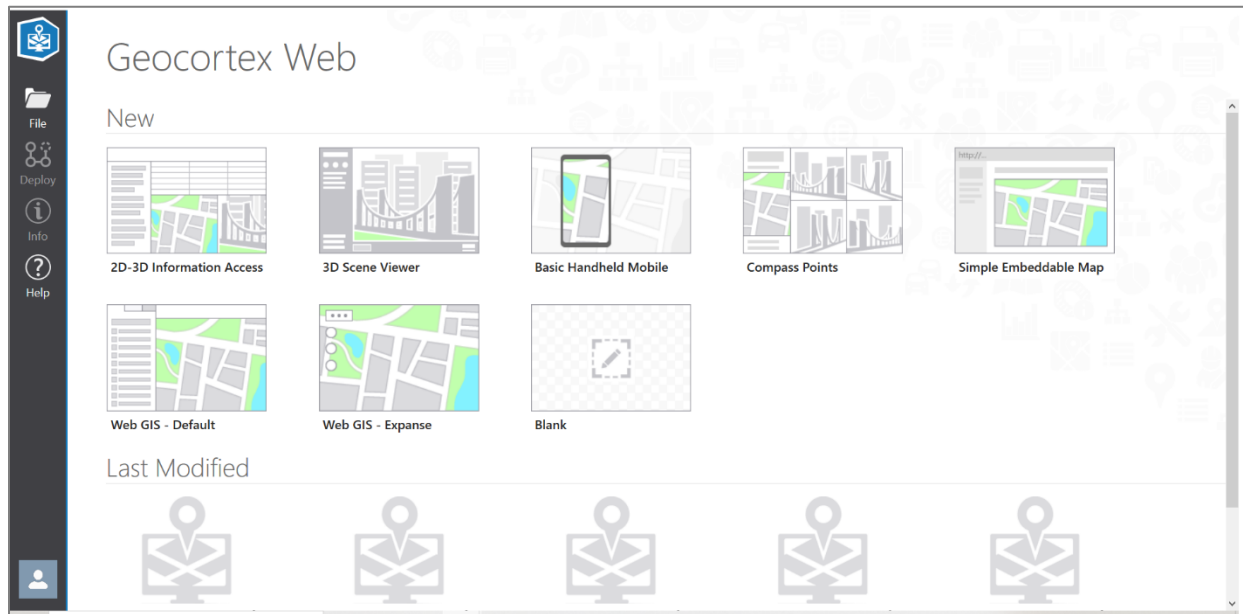 Geocortex Web
File
Deploy
Info
Help
New
http://...
2D-3D Information Access
3D Scene Viewer
Basic Handheld Mobile
Compass Points
Simple Embeddable Map
Web GIS - Default
Web GIS - Expanse
Blank
Last Modified